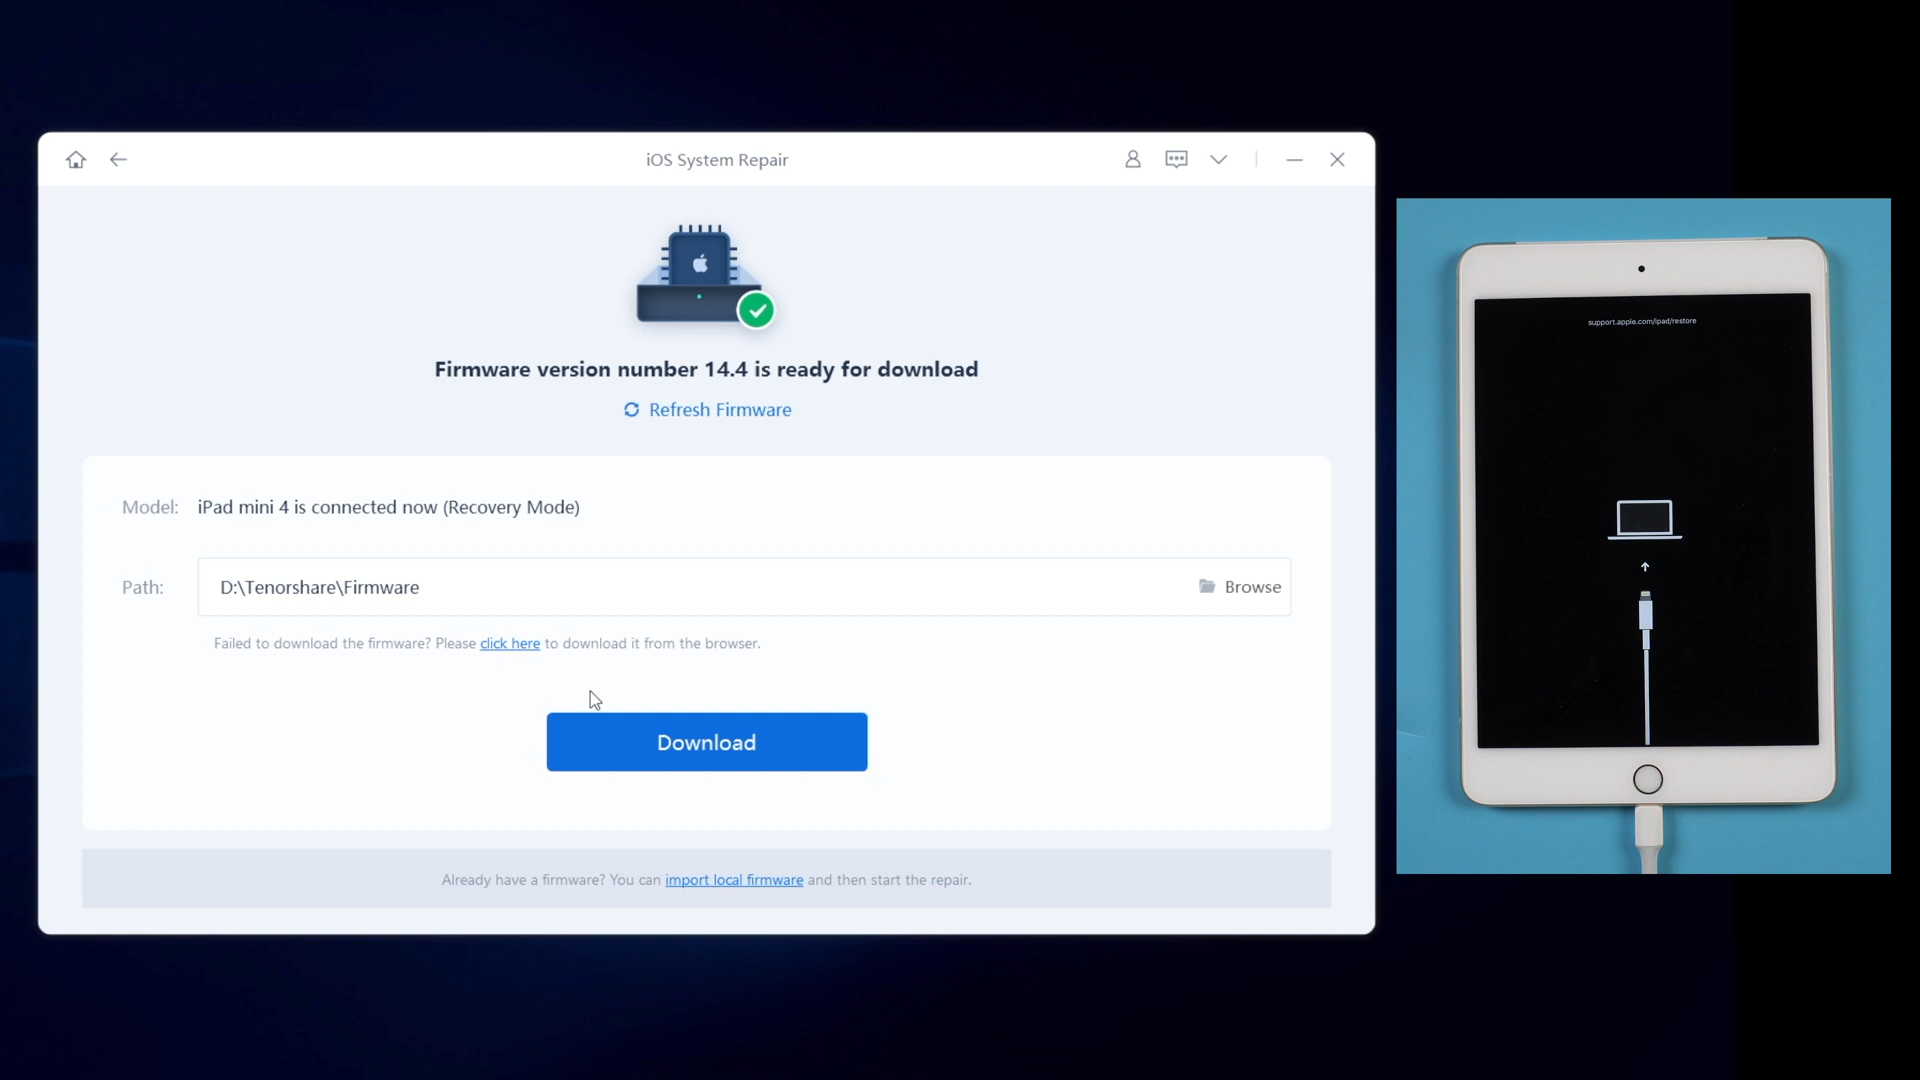 iOS System Repair
Firmware version number 14.4 is ready for download
Refresh Firmware
Model: iPad mini 4 is connected now (Recovery Mode)
Path: D:\Tenorshare\Firmware Browse
Failed to download the firmware? Please click here to download it from the browser.
Download
Already have a firmware? You can import local firmware and then start the repair.
support.apple.com/ipad/restore